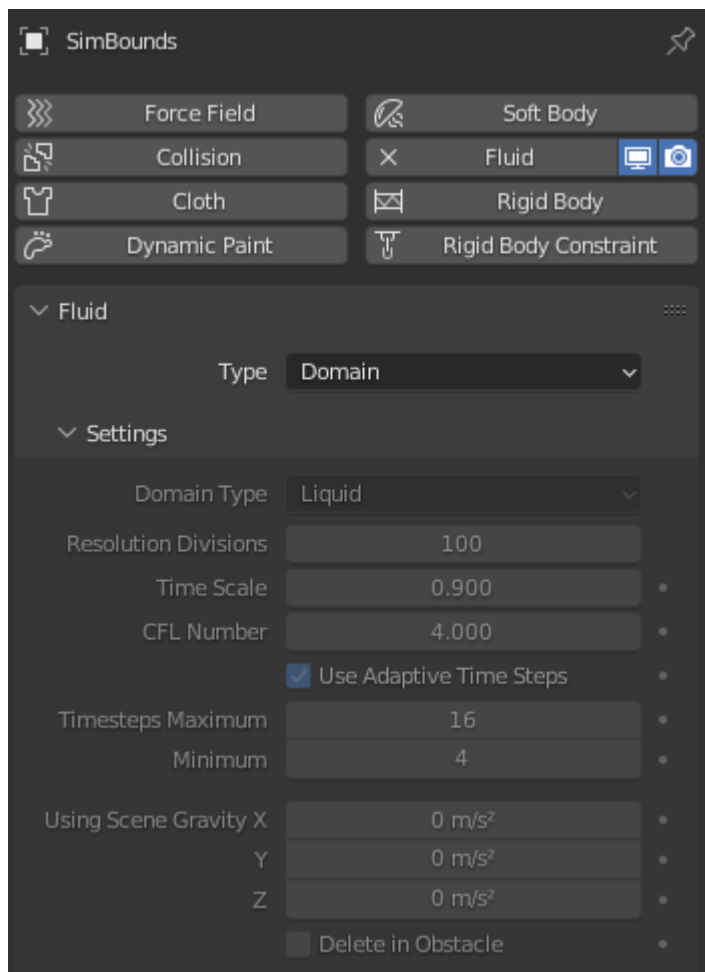 SimBounds
Force Field Soft Body
Collision Fluid
Cloth Rigid Body
Dynamic Paint Rigid Body Constraint
Fluid
Type Domain
Settings
Domain Type Liquid
Resolution Divisions 100
Time Scale 0.900
CFL Number 4.000
Use Adaptive Time Steps
Timesteps Maximum 16
Minimum 4
Using Scene Gravity X 0 m/s²
Y 0 m/s²
Z 0 m/s²
Delete in Obstacle